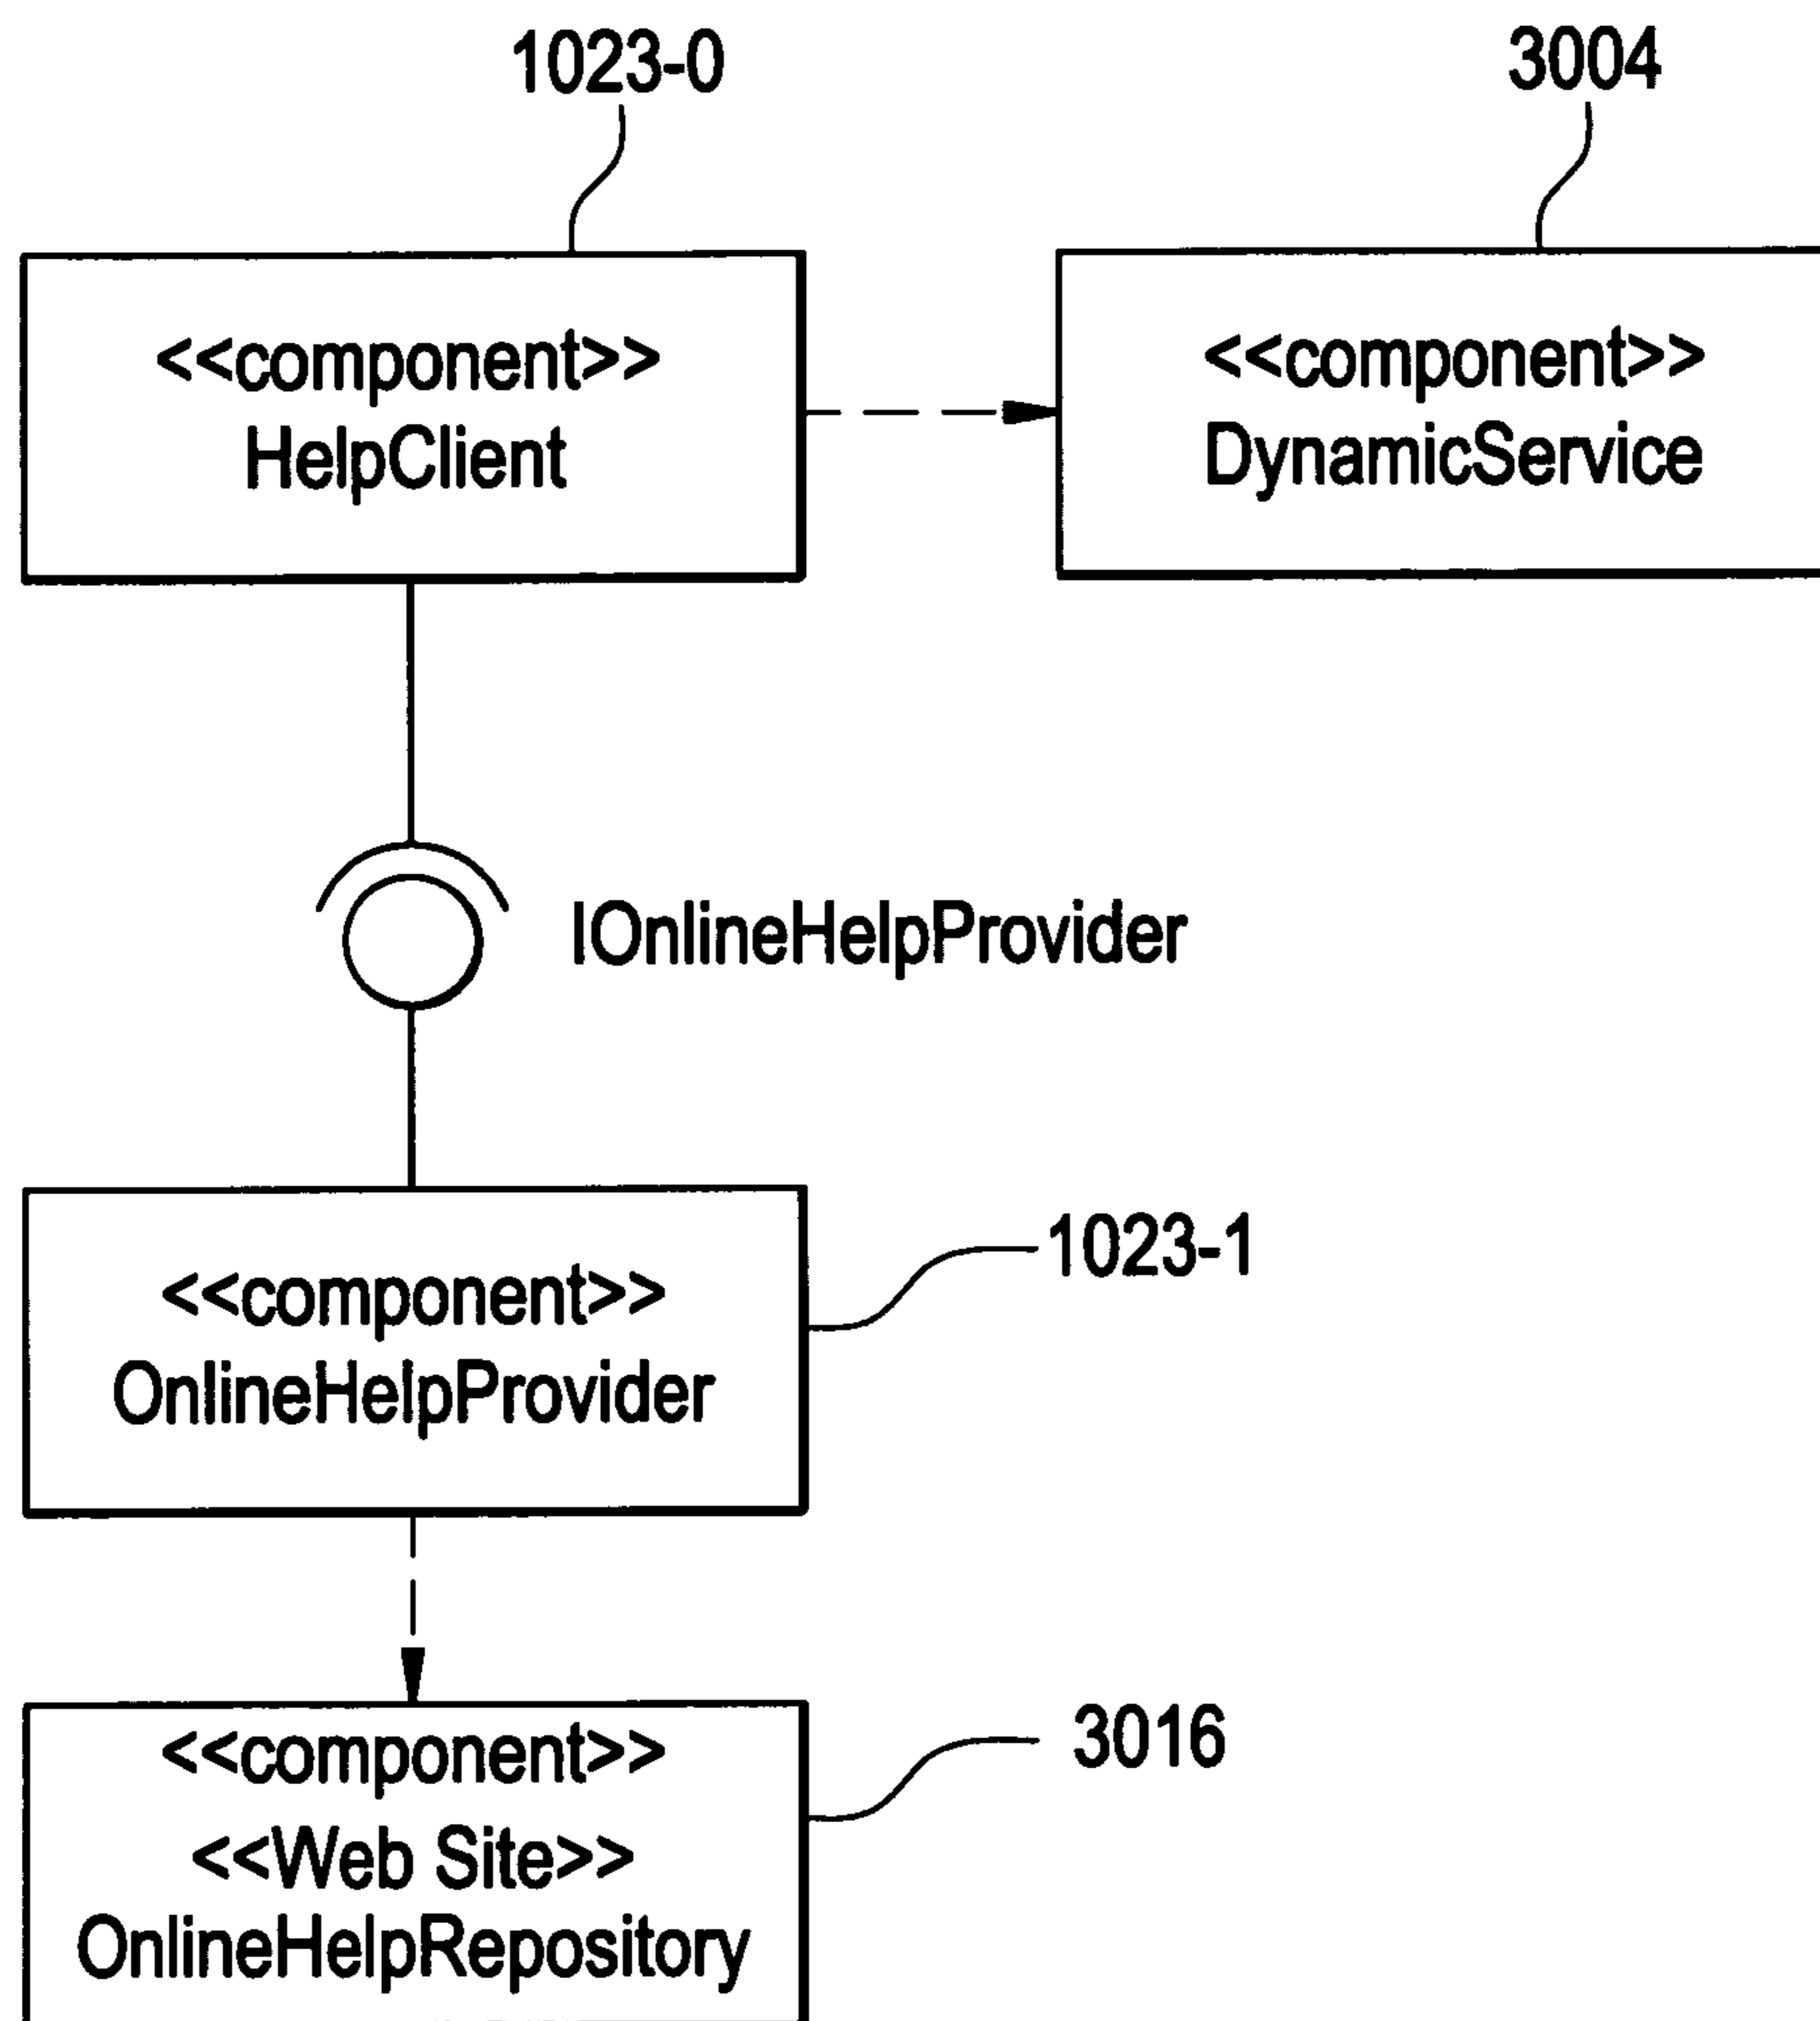 1023-0
3004
<<component>>
HelpClient
<<component>>
DynamicService
IOnlineHelpProvider
<<component>>
OnlineHelpProvider
1023-1
<<component>>
<<Web Site>>
OnlineHelpRepository
3016